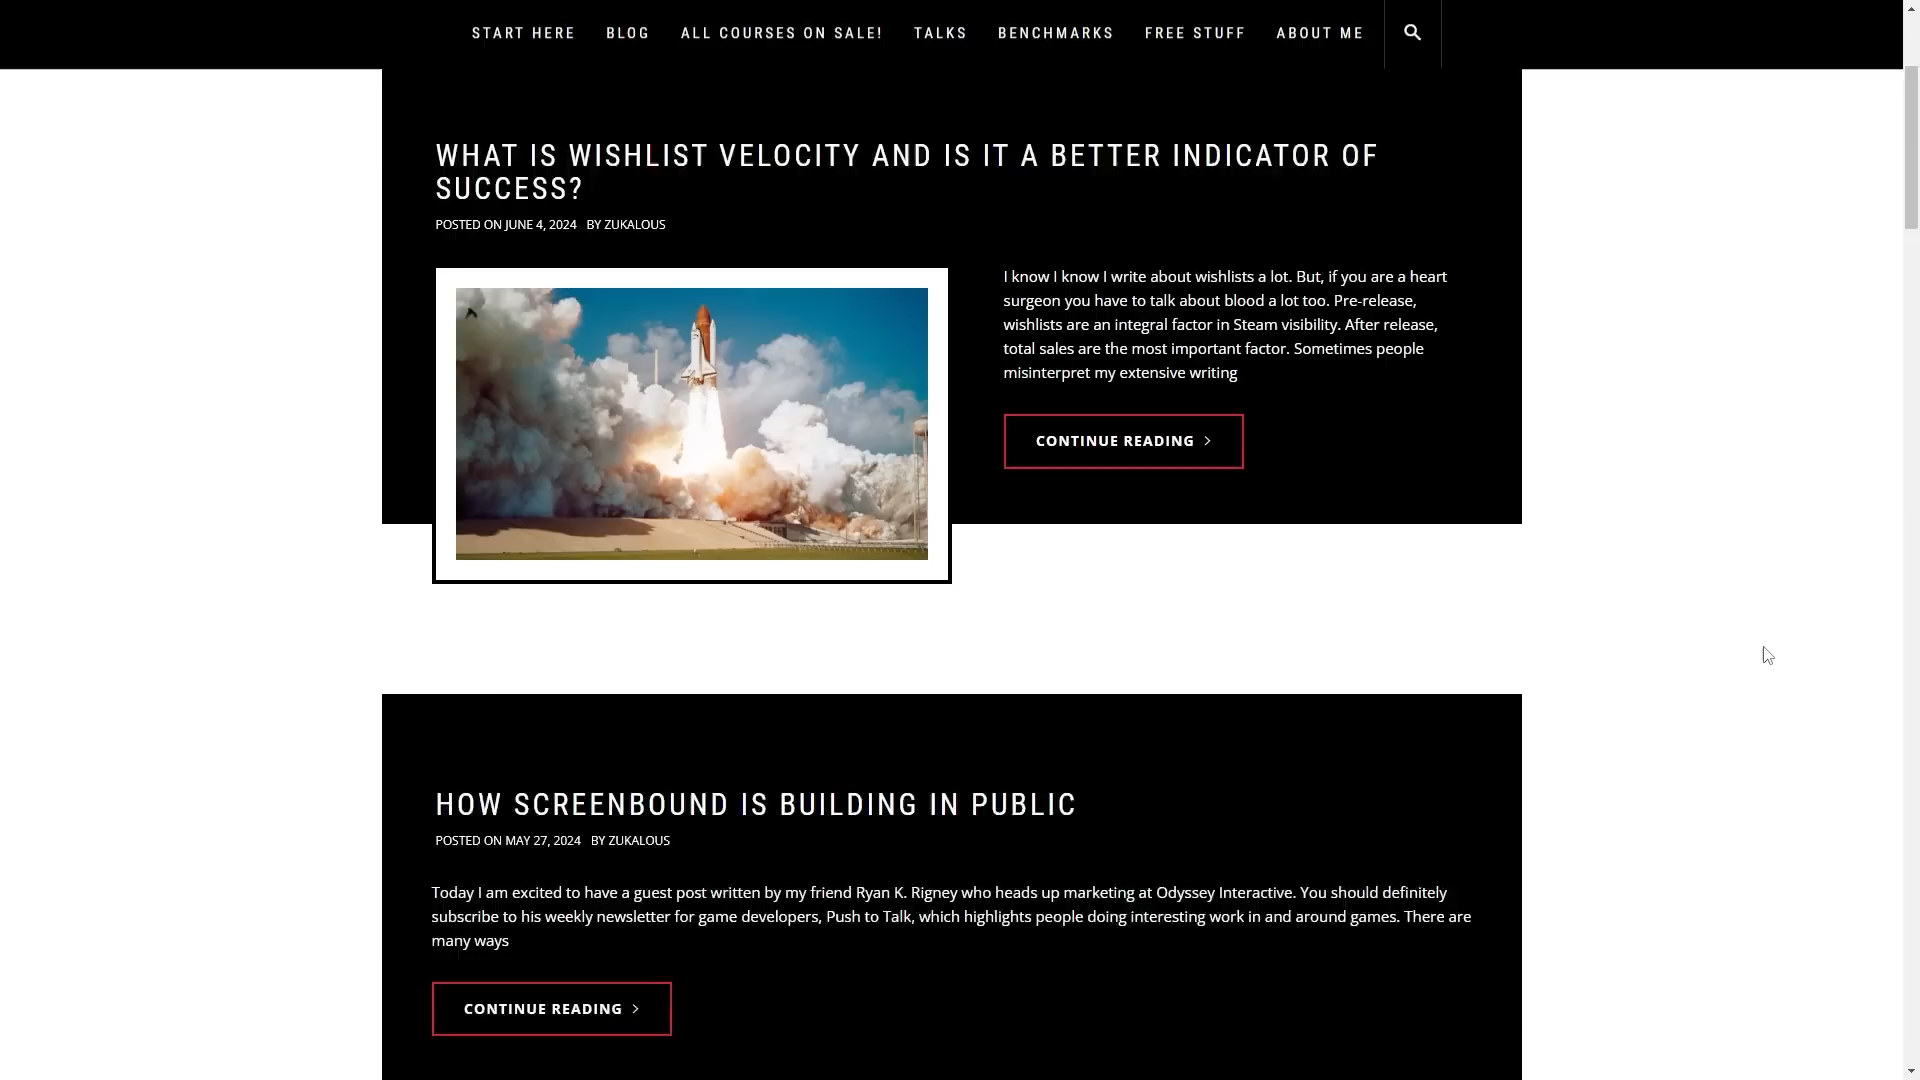 START HERE BLOG ALL COURSES ON SALE! TALKS BENCHMARKS FREE STUFF ABOUT ME
WHAT IS WISHLIST VELOCITY AND IS IT A BETTER INDICATOR OF
SUCCESS?
POSTED ON JUNE 4, 2024 BY ZUKALOUS
I know I know I write about wishlists a lot. But, if you are a heart
surgeon you have to talk about blood a lot too. Pre-release,
wishlists are an integral factor in Steam visibility. After release,
total sales are the most important factor. Sometimes people
misinterpret my extensive writing
CONTINUE READING >
HOW SCREENBOUND IS BUILDING IN PUBLIC
POSTED ON MAY 27, 2024 BY ZUKALOUS
Today I am excited to have a guest post written by my friend Ryan K. Rigney who heads up marketing at Odyssey Interactive. You should definitely
subscribe to his weekly newsletter for game developers, Push to Talk, which highlights people doing interesting work in and around games. There are
many ways
CONTINUE READING >